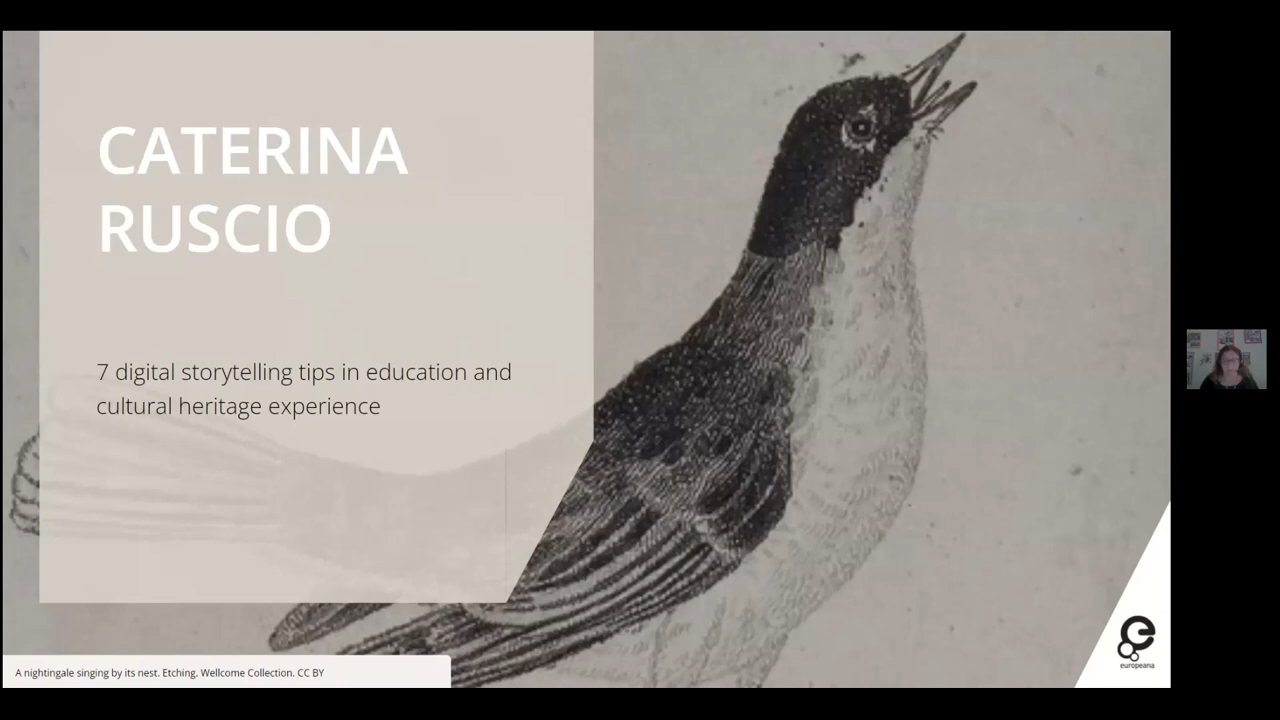 CATERINA
RUSCIO
7 digital storytelling tips in education and
cultural heritage experience
A nightingale singing by its nest. Etching. Wellcome Collection. CC BY
europeana